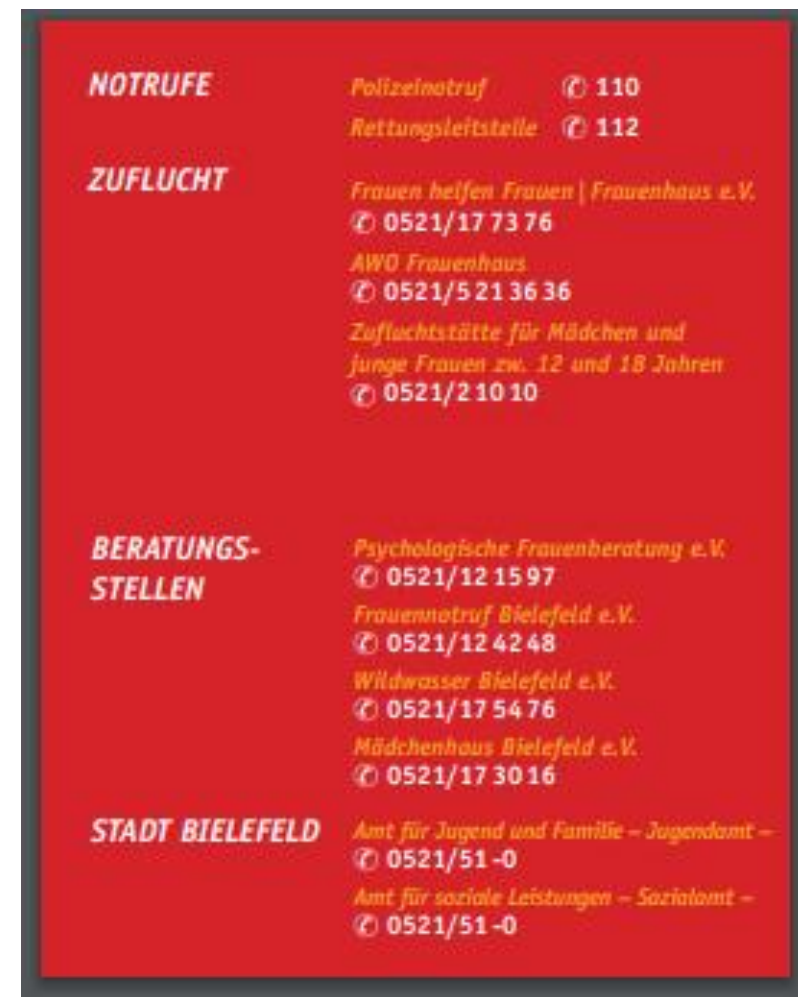 NOTRUFE
Polizeinotruf ✆ 110
Rettungsleitstelle ✆ 112
ZUFLUCHT
Frauen helfen Frauen | Frauenhaus e.V.
✆ 0521/17 73 76
AWO Frauenhaus
✆ 0521/5 21 36 36
Zufluchtstätte für Mädchen und
junge Frauen zw. 12 und 18 Jahren
✆ 0521/2 10 10
BERATUNGS-
STELLEN
Psychologische Frauenberatung e.V.
✆ 0521/12 15 97
Frauennotruf Bielefeld e.V.
✆ 0521/12 42 48
Wildwasser Bielefeld e.V.
✆ 0521/17 54 76
Mädchenhaus Bielefeld e.V.
✆ 0521/17 30 16
STADT BIELEFELD
Amt für Jugend und Familie – Jugendamt –
✆ 0521/51-0
Amt für soziale Leistungen – Sozialamt –
✆ 0521/51-0